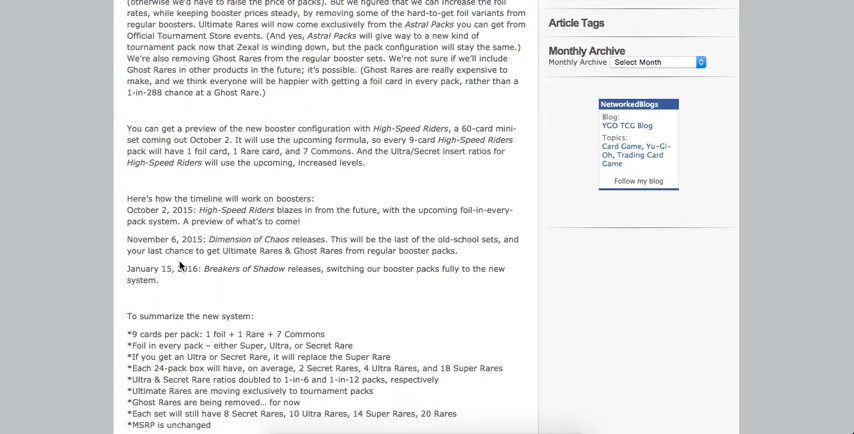 (otherwise we'd have to raise the price of packs). But we figured that we can increase the foil
rates, while keeping booster prices steady, by removing some of the hard-to-get foil variants from
regular boosters. Ultimate Rares will now come exclusively from the Astral Packs you can get from
Official Tournament Store events. (And yes, Astral Packs will give way to a new kind of
tournament pack now that Zexal is winding down, but the pack configuration will stay the same.)
We're also removing Ghost Rares from the regular booster sets. We're not sure if we'll include
Ghost Rares in other products in the future; it's possible. (Ghost Rares are really expensive to
make, and we think everyone will be happier with getting a foil card in every pack, rather than a
1-in-288 chance at a Ghost Rare.)
You can get a preview of the new booster configuration with High-Speed Riders, a 60-card mini-
set coming out October 2. It will use the upcoming formula, so every 9-card High-Speed Riders
pack will have 1 foil card, 1 Rare card, and 7 Commons. And the Ultra/Secret insert ratios for
High-Speed Riders will use the upcoming, increased levels.
Here's how the timeline will work on boosters:
October 2, 2015: High-Speed Riders blazes in from the future, with the upcoming foil-in-every-
pack system. A preview of what's to come!
November 6, 2015: Dimension of Chaos releases. This will be the last of the old-school sets, and
your last chance to get Ultimate Rares & Ghost Rares from regular booster packs.
January 15, 2016: Breakers of Shadow releases, switching our booster packs fully to the new
system.
To summarize the new system:
*9 cards per pack: 1 foil + 1 Rare + 7 Commons
*Foil in every pack – either Super, Ultra, or Secret Rare
*If you get an Ultra or Secret Rare, it will replace the Super Rare
*Each 24-pack box will have, on average, 2 Secret Rares, 4 Ultra Rares, and 18 Super Rares
*Ultra & Secret Rare ratios doubled to 1-in-6 and 1-in-12 packs, respectively
*Ultimate Rares are moving exclusively to tournament packs
*Ghost Rares are being removed... for now
*Each set will still have 8 Secret Rares, 10 Ultra Rares, 14 Super Rares, 20 Rares
*MSRP is unchanged
Article Tags
Monthly Archive
Monthly Archive Select Month
NetworkedBlogs
Blog:
YGO TCG Blog
Topics:
Card Game, Yu-Gi-
Oh, Trading Card
Game
Follow my blog